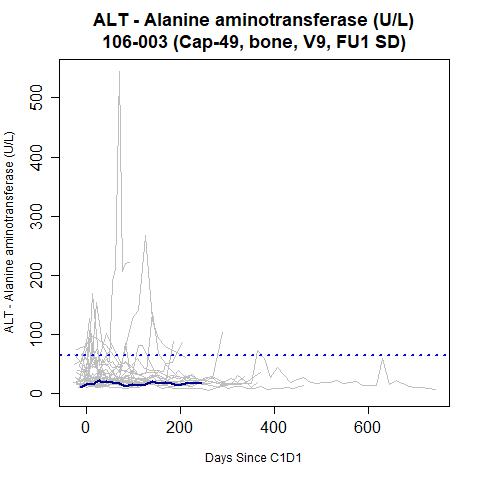 ALT - Alanine aminotransferase (U/L)
106-003 (Cap-49, bone, V9, FU1 SD)
ALT - Alanine aminotransferase (U/L)
500
400
300
200
100
0
0 200 400 600
Days Since C1D1